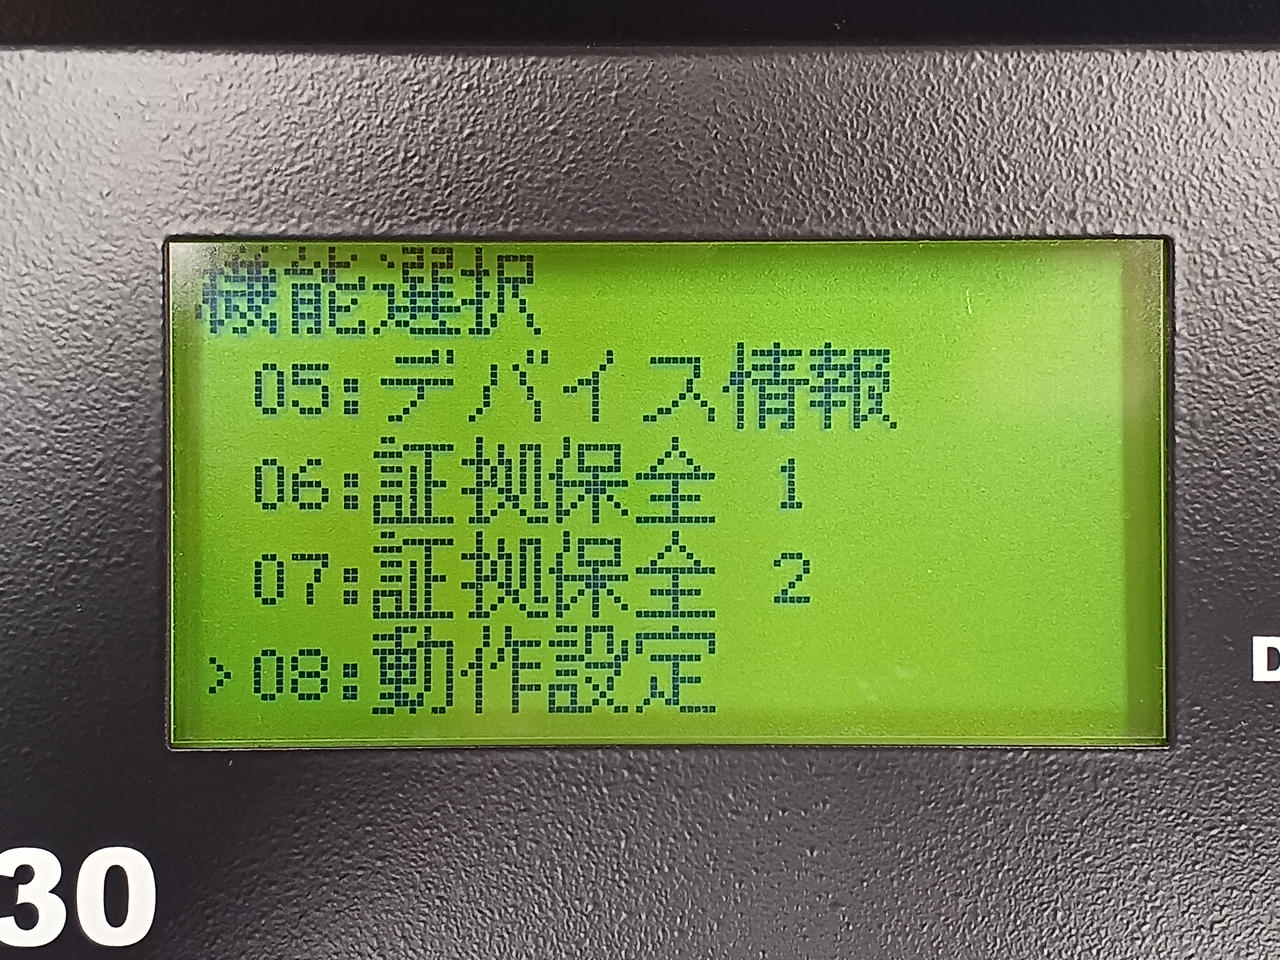 機能選択
05:デバイス情報
06:証拠保全 1
07:証拠保全 2
>08:動作設定
D
30